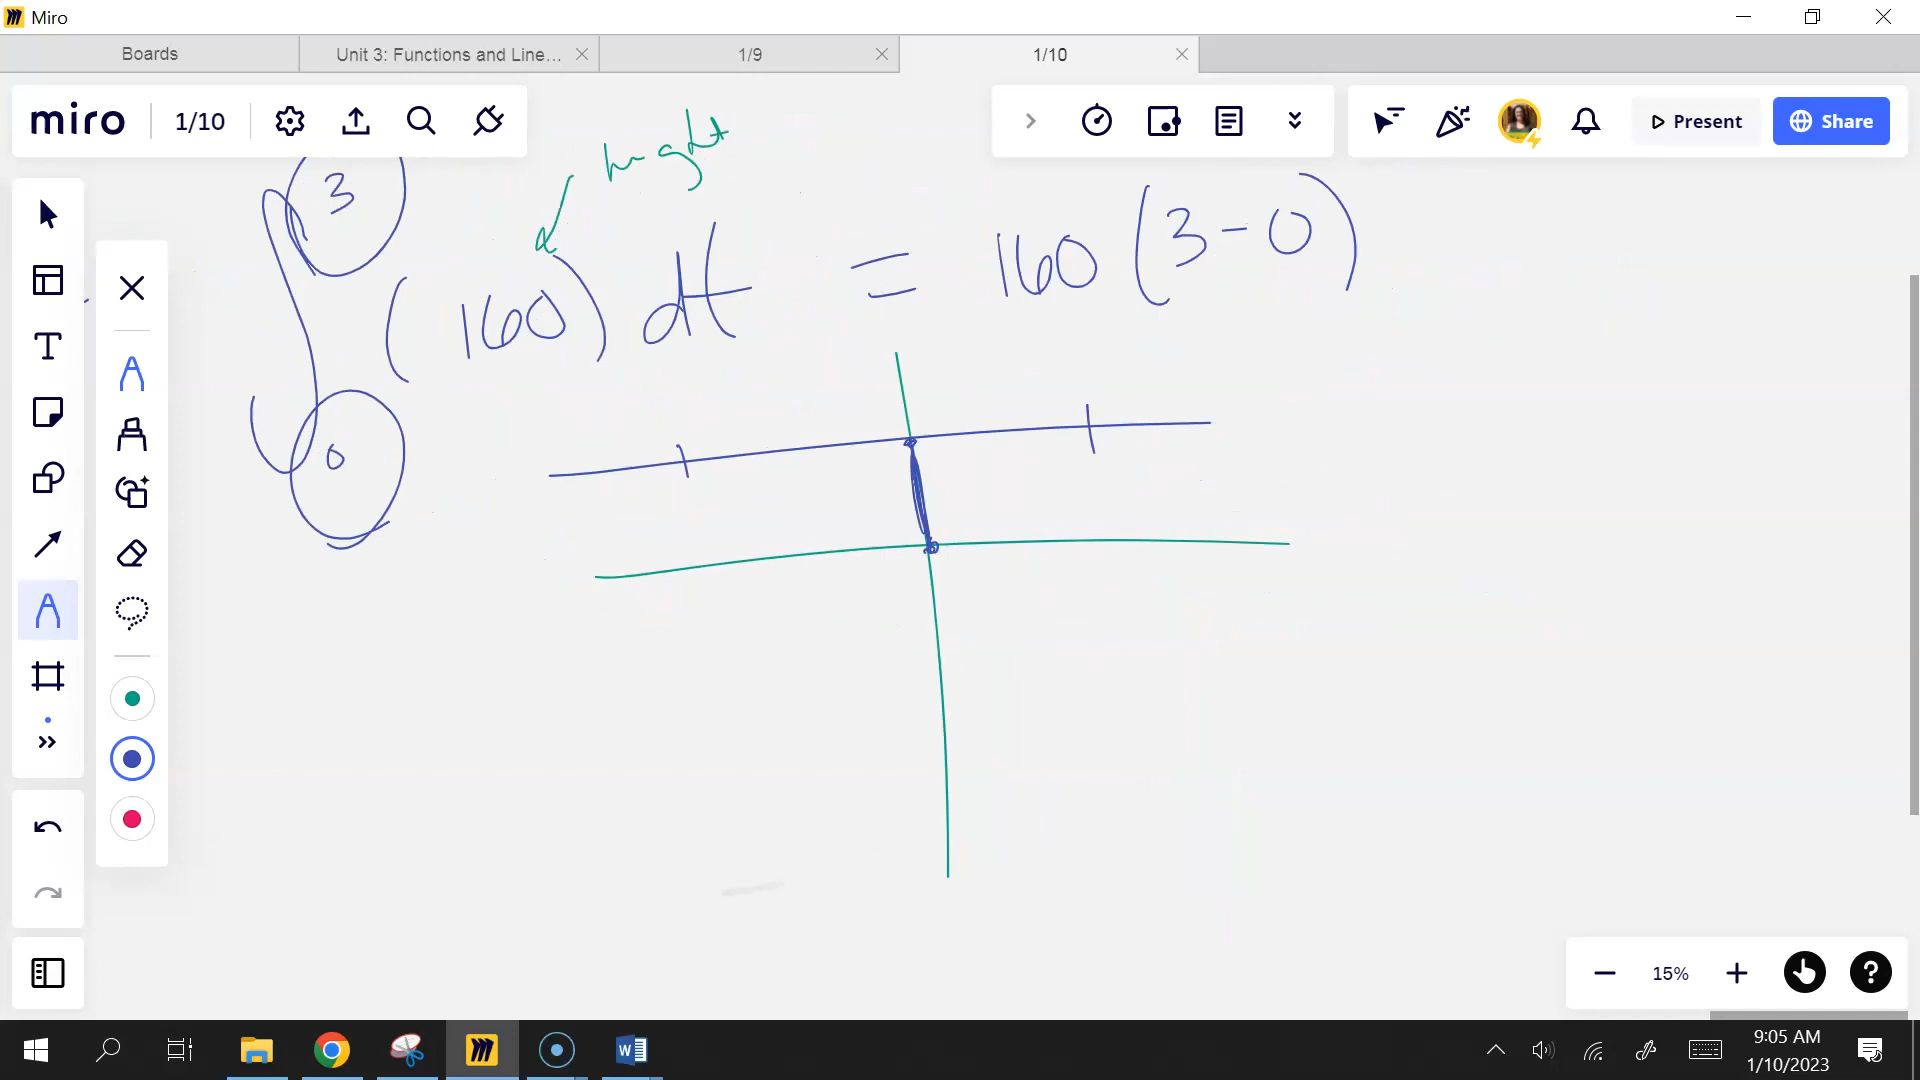 Miro
Boards
Unit 3: Functions and Line...
1/9
1/10
miro
1/10
Present
Share
height
3
(160) dt = 160 (3-0)
0
T
15%
?
9:05 AM
1/10/2023